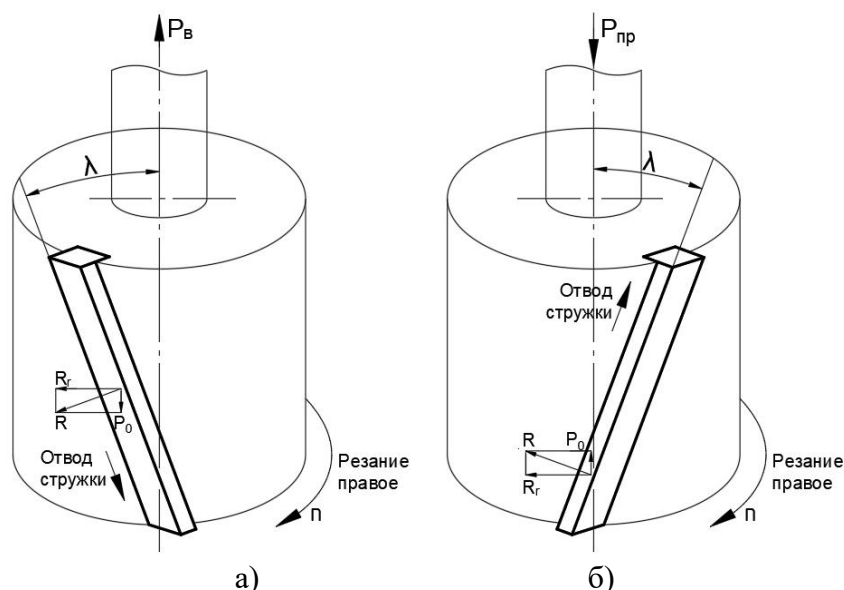 Pв
λ
Rг
R
P₀
Отвод
стружки
Резание
правое
n
а)
Pпр
λ
Отвод
стружки
R
P₀
Rг
Резание
правое
n
б)